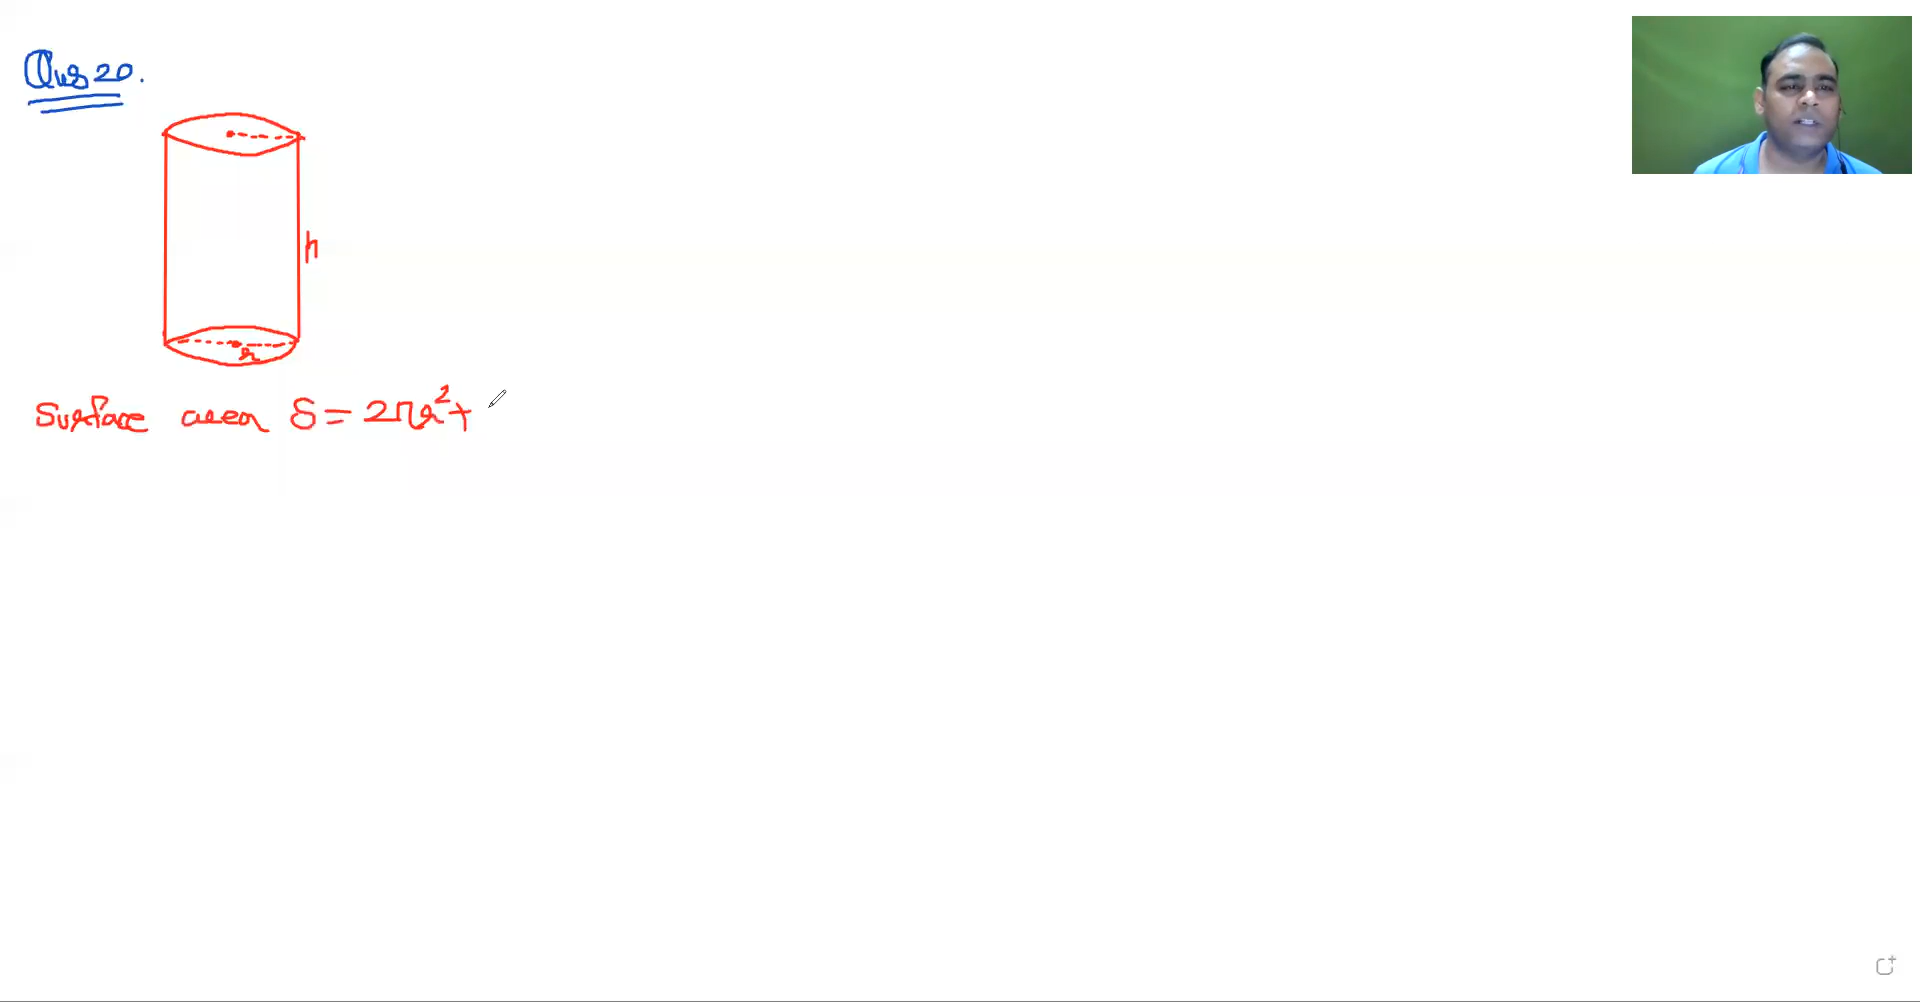 Ques 20.
h
r
Surface area S = 2πr² +